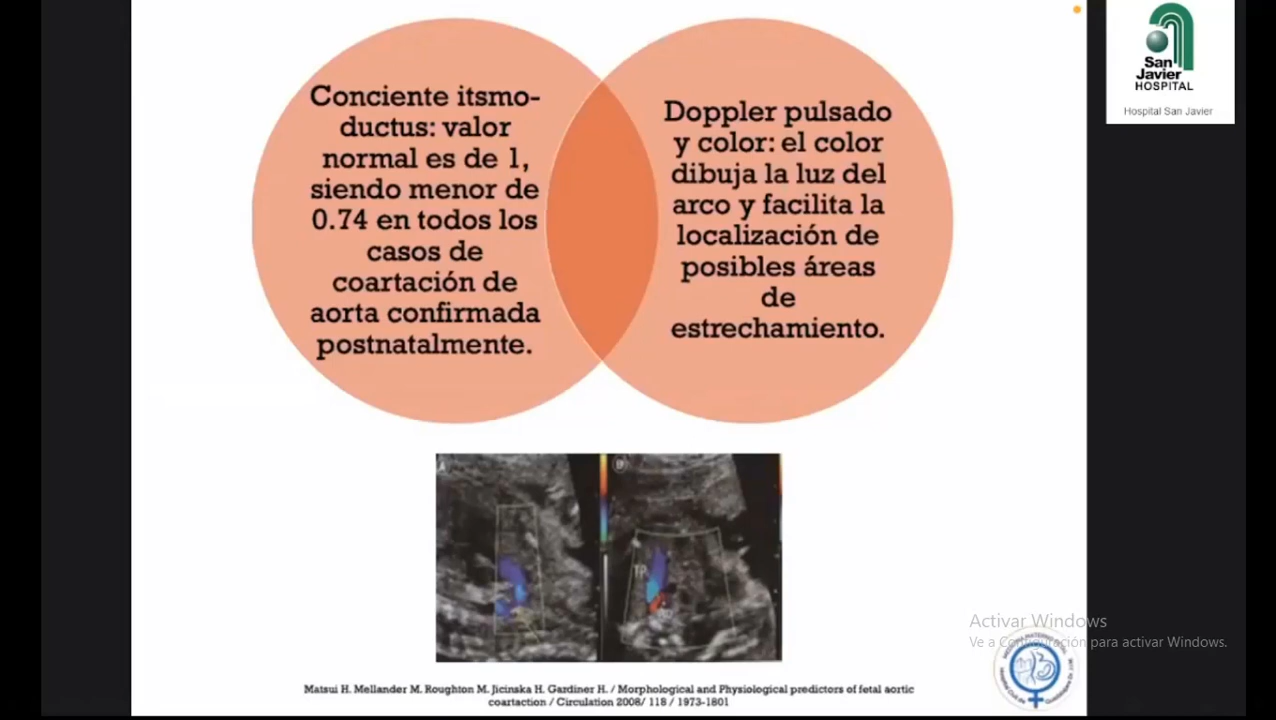 Conciente itsmo-
ductus: valor
normal es de 1,
siendo menor de
0.74 en todos los
casos de
coartación de
aorta confirmada
postnatalmente.
Doppler pulsado
y color: el color
dibuja la luz del
arco y facilita la
localización de
posibles áreas
de
estrechamiento.
San
Javier
HOSPITAL
Hospital San Javier
A
B
TP
Activar Windows
Ve a Configuración para activar Windows.
Matsui H. Mellander M. Roughton M. Jicinska H. Gardiner H. / Morphological and Physiological predictors of fetal aortic
coartaction / Circulation 2008/ 118 / 1973-1801